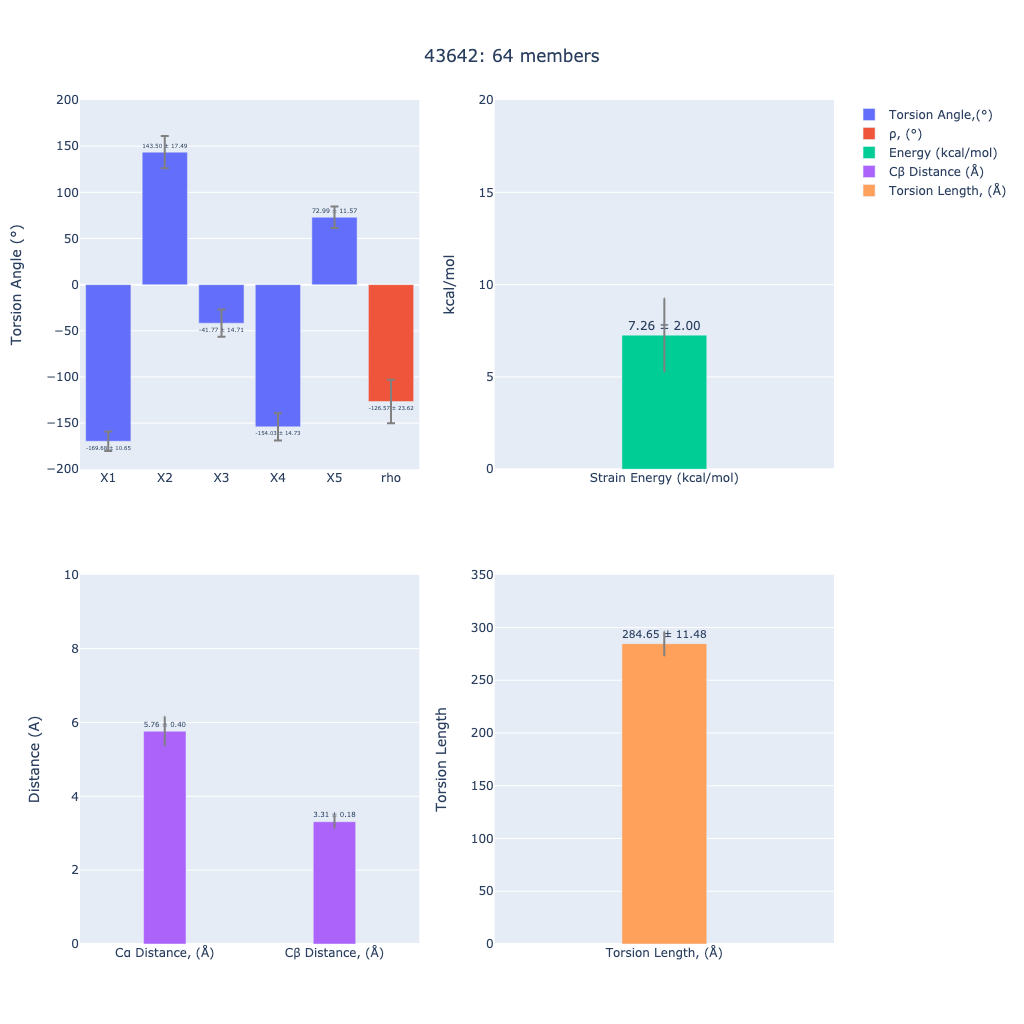 43642: 64 members
Torsion Angle (°)
200
150
100
50
0
−50
−100
−150
−200
143.50 ± 17.49
72.99 ± 11.57
-41.77 ± 14.71
-126.57 ± 23.62
-154.03 ± 14.73
-169.68 ± 10.65
X1 X2 X3 X4 X5 rho
kcal/mol
20
15
10
5
0
7.26 ± 2.00
Strain Energy (kcal/mol)
Torsion Angle,(°)
ρ, (°)
Energy (kcal/mol)
Cβ Distance (Å)
Torsion Length, (Å)
Distance (A)
10
8
6
4
2
0
5.76 ± 0.40
3.31 ± 0.18
Cα Distance, (Å) Cβ Distance, (Å)
Torsion Length
350
300
250
200
150
100
50
0
284.65 ± 11.48
Torsion Length, (Å)